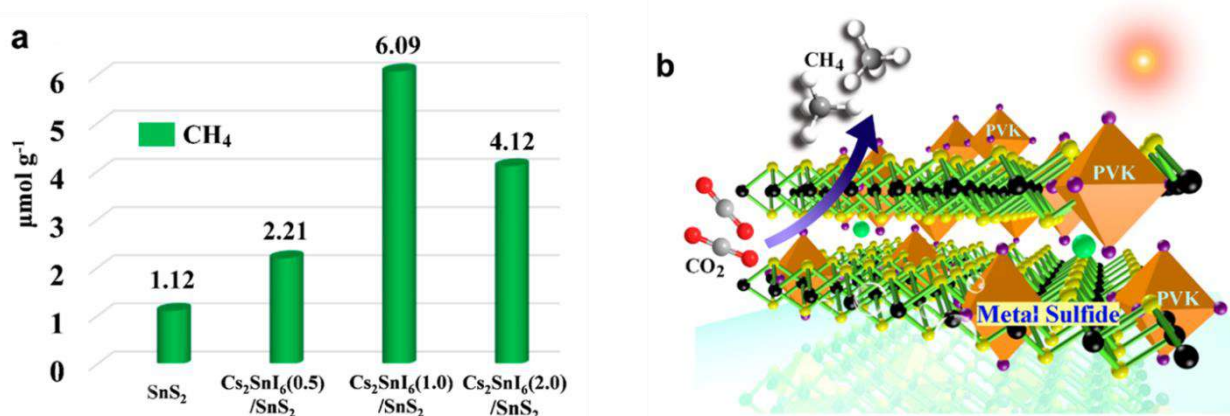 a
μmol g⁻¹
6
5
4
3
2
1
0
CH₄
1.12
2.21
6.09
4.12
SnS₂
Cs₂SnI₆(0.5)
/SnS₂
Cs₂SnI₆(1.0)
/SnS₂
Cs₂SnI₆(2.0)
/SnS₂
b
CH₄
PVK
PVK
CO₂
PVK
Metal Sulfide